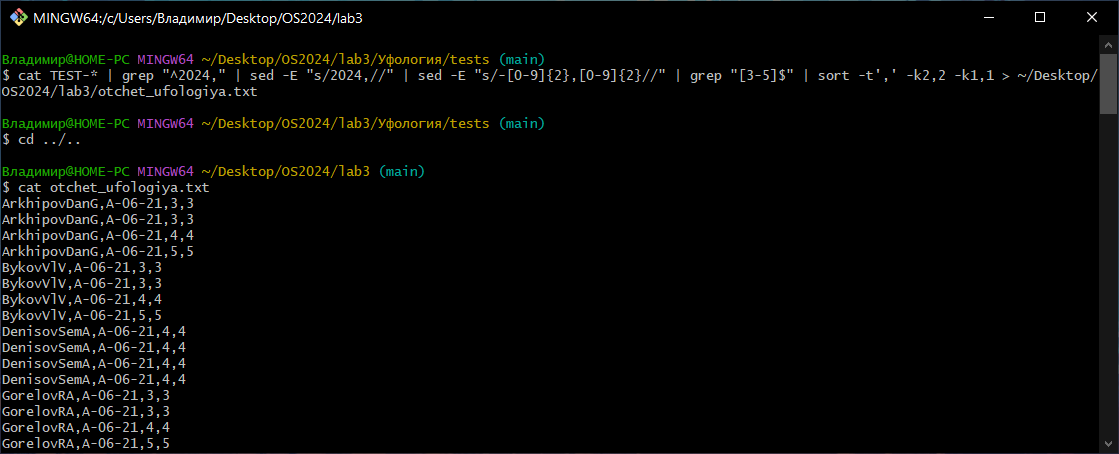 MINGW64:/c/Users/Владимир/Desktop/OS2024/lab3
Владимир@HOME-PC MINGW64 ~/Desktop/OS2024/lab3/Уфология/tests (main)
$ cat TEST-* | grep "^2024," | sed -E "s/2024,//" | sed -E "s/-[0-9]{2},[0-9]{2}//" | grep "[3-5]$" | sort -t',' -k2,2 -k1,1 > ~/Desktop/
OS2024/lab3/otchet_ufologiya.txt
Владимир@HOME-PC MINGW64 ~/Desktop/OS2024/lab3/Уфология/tests (main)
$ cd ../..
Владимир@HOME-PC MINGW64 ~/Desktop/OS2024/lab3 (main)
$ cat otchet_ufologiya.txt
ArkhipovDanG,A-06-21,3,3
ArkhipovDanG,A-06-21,3,3
ArkhipovDanG,A-06-21,4,4
ArkhipovDanG,A-06-21,5,5
BykovVlV,A-06-21,3,3
BykovVlV,A-06-21,3,3
BykovVlV,A-06-21,4,4
BykovVlV,A-06-21,5,5
DenisovSemA,A-06-21,4,4
DenisovSemA,A-06-21,4,4
DenisovSemA,A-06-21,4,4
DenisovSemA,A-06-21,4,4
GorelovRA,A-06-21,3,3
GorelovRA,A-06-21,3,3
GorelovRA,A-06-21,4,4
GorelovRA,A-06-21,5,5